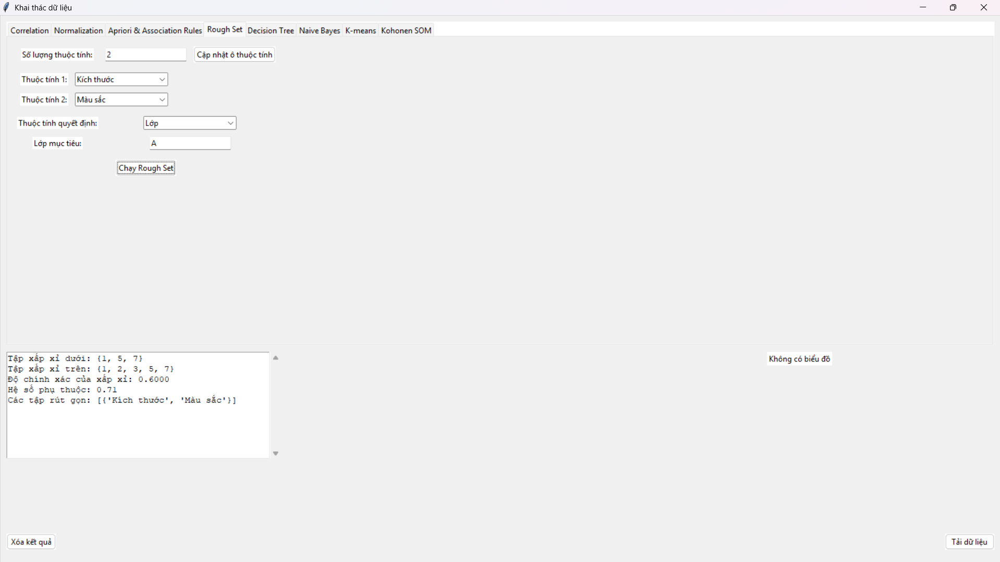 Khai thác dữ liệu
Correlation Normalization Apriori & Association Rules Rough Set Decision Tree Naive Bayes K-means Kohonen SOM
Số lượng thuộc tính: 2 Cập nhật ô thuộc tính
Thuộc tính 1: Kích thước
Thuộc tính 2: Màu sắc
Thuộc tính quyết định: Lớp
Lớp mục tiêu: A
Chạy Rough Set
Tập xấp xỉ dưới: {1, 5, 7}
Tập xấp xỉ trên: {1, 2, 3, 5, 7}
Độ chính xác của xấp xỉ: 0.6000
Hệ số phụ thuộc: 0.71
Các tập rút gọn: [{'Kích thước', 'Màu sắc'}]
Không có biểu đồ
Xóa kết quả
Tải dữ liệu